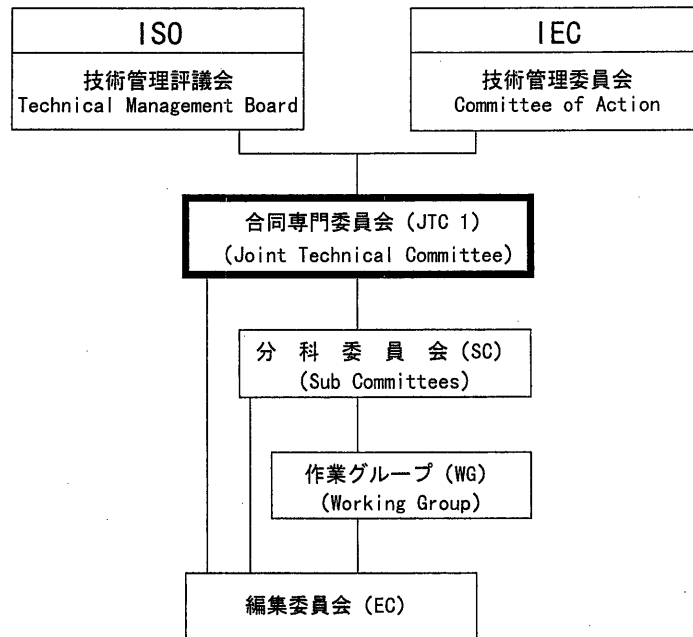 ISO
技術管理評議会
Technical Management Board
IEC
技術管理委員会
Committee of Action
合同専門委員会 (JTC 1)
(Joint Technical Committee)
分 科 委 員 会 (SC)
(Sub Committees)
作業グループ (WG)
(Working Group)
編集委員会 (EC)